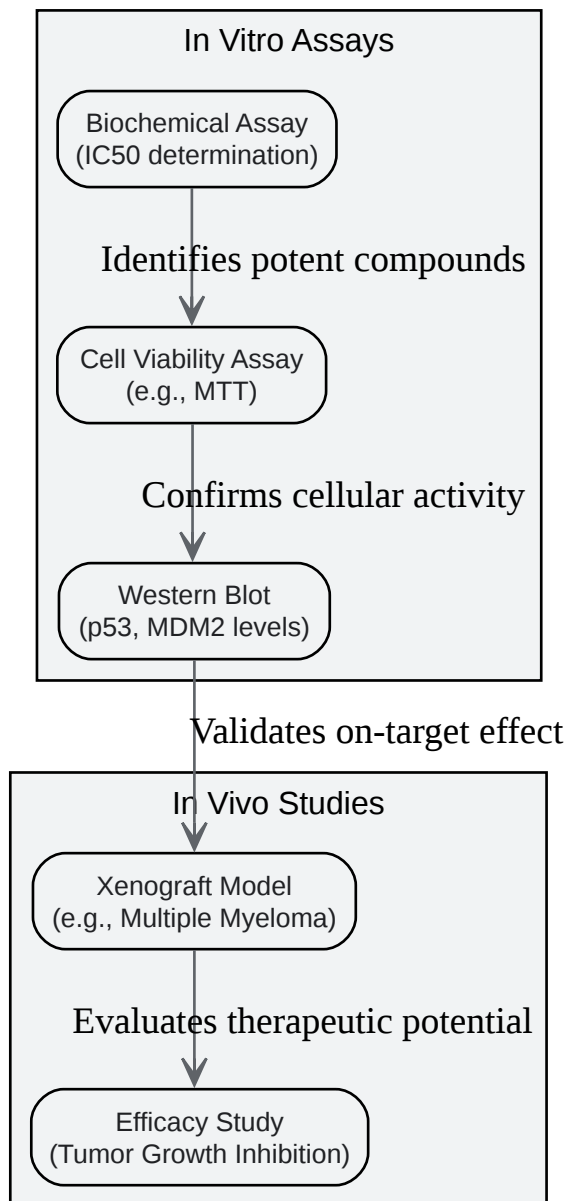 In Vitro Assays
Biochemical Assay
(IC50 determination)
Identifies potent compounds
Cell Viability Assay
(e.g., MTT)
Confirms cellular activity
Western Blot
(p53, MDM2 levels)
Validates on-target effect
In Vivo Studies
Xenograft Model
(e.g., Multiple Myeloma)
Evaluates therapeutic potential
Efficacy Study
(Tumor Growth Inhibition)